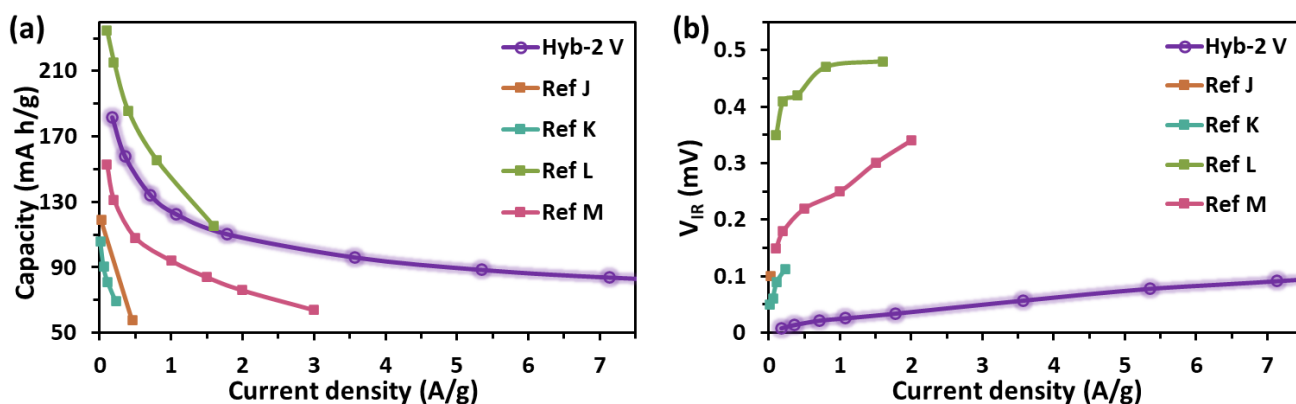 (a)
Capacity (mA h/g)
210
170
130
90
50
0
1
2
3
4
5
6
7
Current density (A/g)
Hyb-2 V
Ref J
Ref K
Ref L
Ref M
(b)
V_IR (mV)
0.5
0.4
0.3
0.2
0.1
0
0
1
2
3
4
5
6
7
Current density (A/g)
Hyb-2 V
Ref J
Ref K
Ref L
Ref M